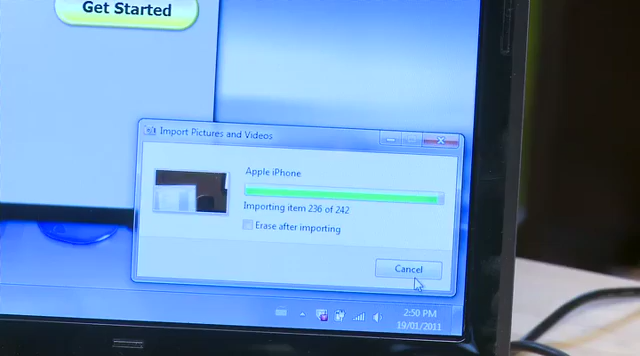 Get Started
Import Pictures and Videos
Apple iPhone
Importing item 236 of 242
Erase after importing
Cancel
2:50 PM
19/01/2011